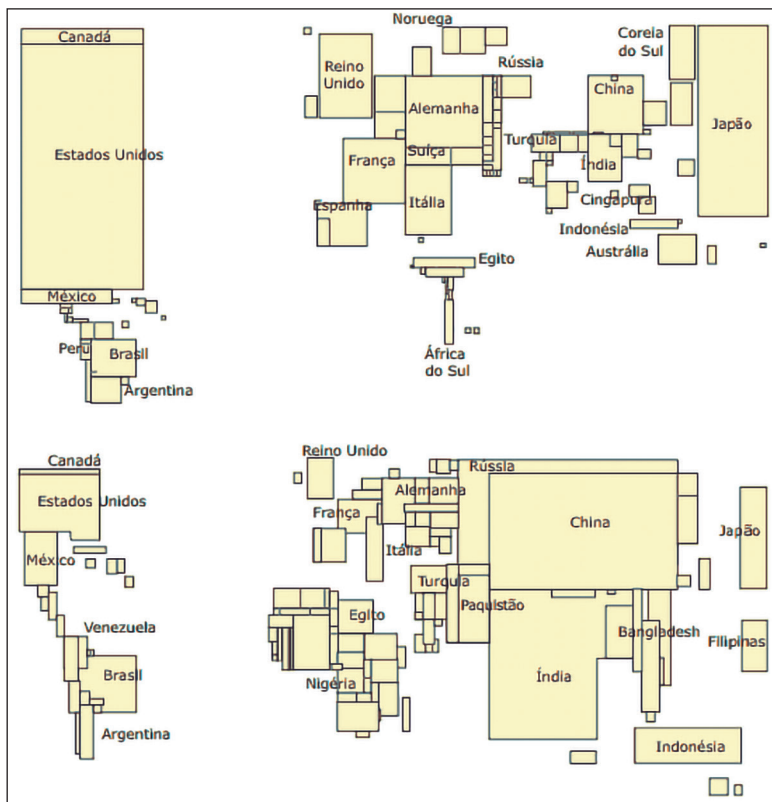 Canadá
Estados Unidos
México
Peru
Brasil
Argentina
Noruega
Reino
Unido
Rússia
Alemanha
França
Suíça
Espanha
Itália
Egito
África
do Sul
Coreia
do Sul
China
Japão
Turquia
Índia
Cingapura
Indonésia
Austrália
Canadá
Estados Unidos
México
Venezuela
Brasil
Argentina
Reino Unido
Rússia
Alemanha
França
Itália
China
Japão
Turquia
Paquistão
Egito
Bangladesh
Filipinas
Nigéria
Índia
Indonésia